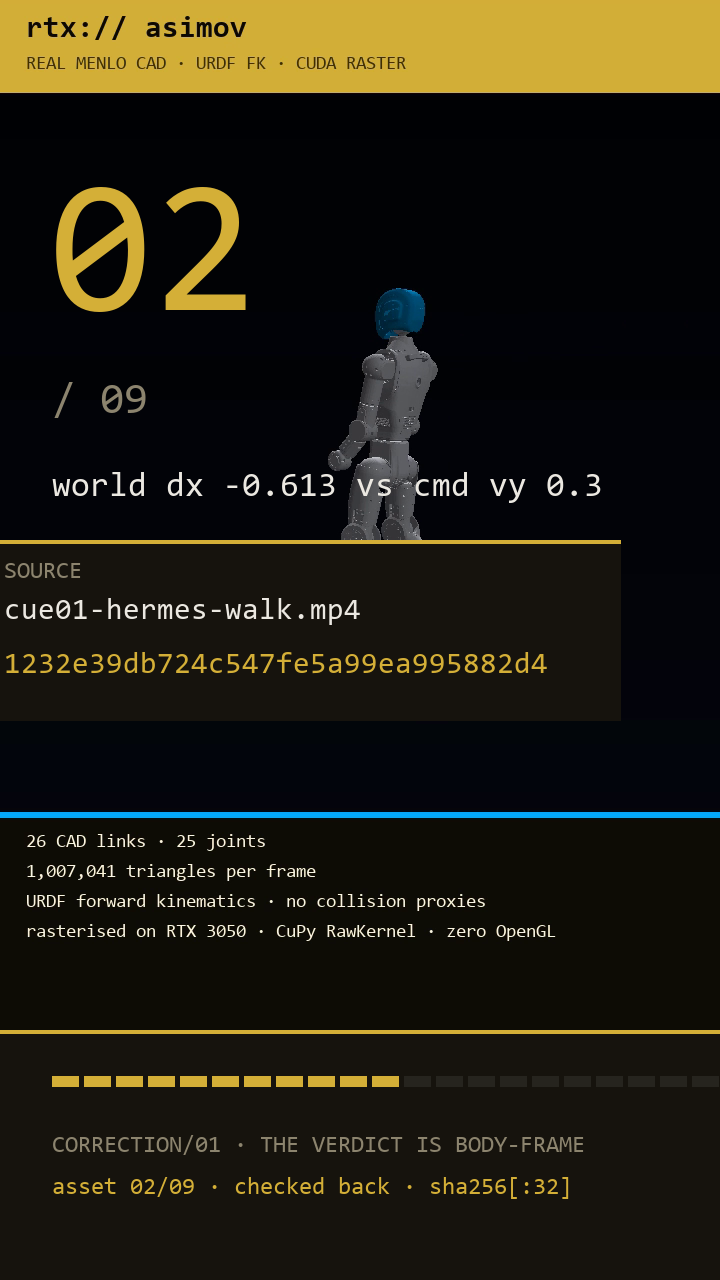 rtx:// asimov
REAL MENLO CAD · URDF FK · CUDA RASTER
02
/ 09
world dx -0.613 vs cmd vy 0.3
SOURCE
cue01-hermes-walk.mp4
1232e39db724c547fe5a99ea995882d4
26 CAD links · 25 joints
1,007,041 triangles per frame
URDF forward kinematics · no collision proxies
rasterised on RTX 3050 · CuPy RawKernel · zero OpenGL
CORRECTION/01 · THE VERDICT IS BODY-FRAME
asset 02/09 · checked back · sha256[:32]